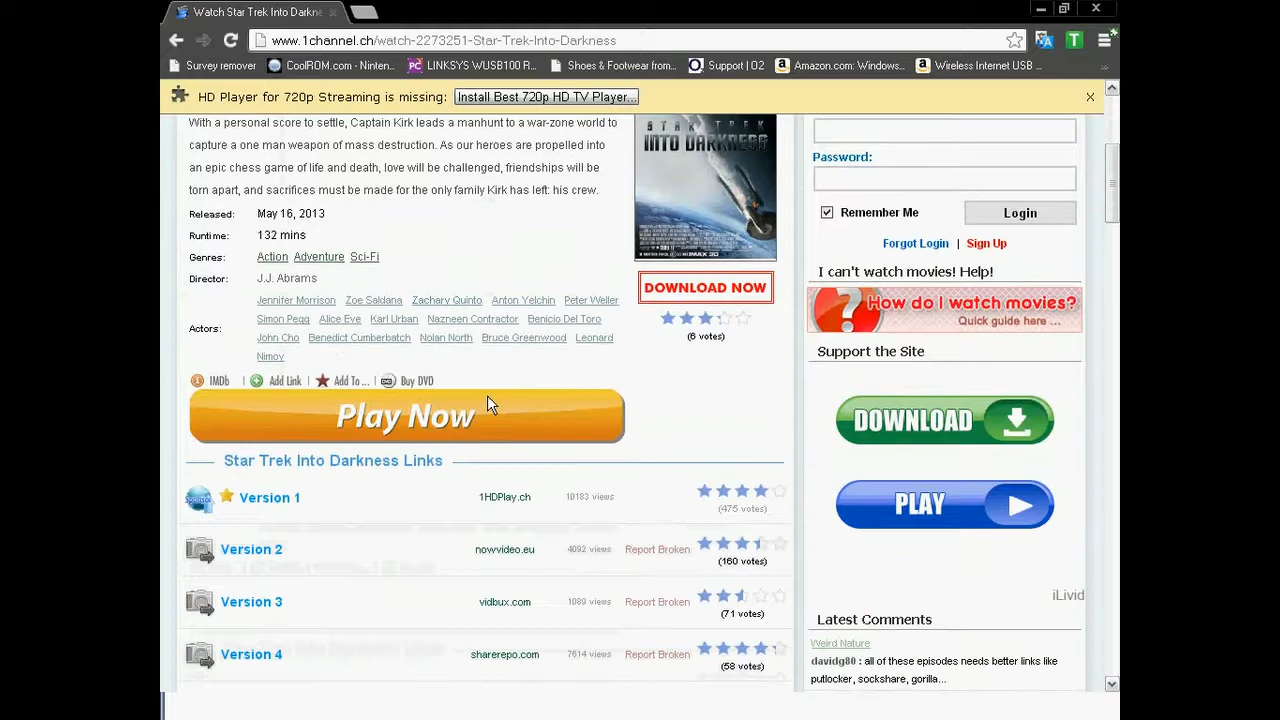 Watch Star Trek Into Darkne
www.1channel.ch/watch-2273251-Star-Trek-Into-Darkness
T
Survey remover
CoolROM.com - Ninten...
PC LINKSYS WUSB100 R...
Shoes & Footwear from...
Support | O2
Amazon.com: Windows...
Wireless Internet USB ...
HD Player for 720p Streaming is missing: Install Best 720p HD TV Player...
With a personal score to settle, Captain Kirk leads a manhunt to a war-zone world to
capture a one man weapon of mass destruction. As our heroes are propelled into
an epic chess game of life and death, love will be challenged, friendships will be
torn apart, and sacrifices must be made for the only family Kirk has left: his crew.
Released: May 16, 2013
Runtime: 132 mins
Genres: Action Adventure Sci-Fi
Director: J.J. Abrams
Actors:
Jennifer Morrison Zoe Saldana Zachary Quinto Anton Yelchin Peter Weller
Simon Pegg Alice Eve Karl Urban Nazneen Contractor Benicio Del Toro
John Cho Benedict Cumberbatch Nolan North Bruce Greenwood Leonard
Nimoy
STAR TREK
INTO DARKNESS
IMAX 3D
DOWNLOAD NOW
(6 votes)
IMDb | Add Link | Add To ... | Buy DVD
Play Now
Star Trek Into Darkness Links
Version 1 1HDPlay.ch 10183 views
(475 votes)
Version 2 nowvideo.eu 4092 views Report Broken
(160 votes)
Version 3 vidbux.com 1089 views Report Broken
(71 votes)
Version 4 sharerepo.com 7614 views Report Broken
(58 votes)
Password:
Remember Me Login
Forgot Login | Sign Up
I can't watch movies! Help!
? How do I watch movies?
Quick guide here ...
Support the Site
DOWNLOAD
PLAY
iLivid
Latest Comments
Weird Nature
davidg80 : all of these episodes needs better links like
putlocker, sockshare, gorilla...